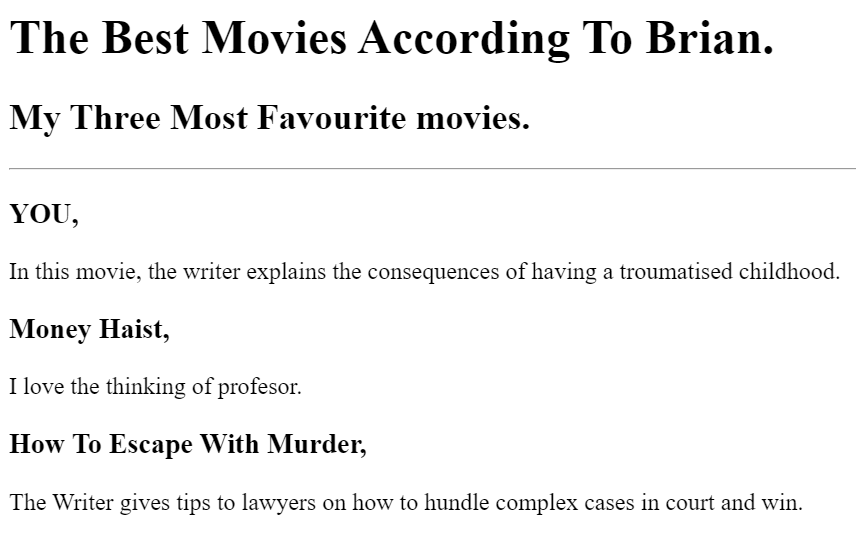 The Best Movies According To Brian.
My Three Most Favourite movies.
YOU,
In this movie, the writer explains the consequences of having a troumatised childhood.
Money Haist,
I love the thinking of profesor.
How To Escape With Murder,
The Writer gives tips to lawyers on how to hundle complex cases in court and win.